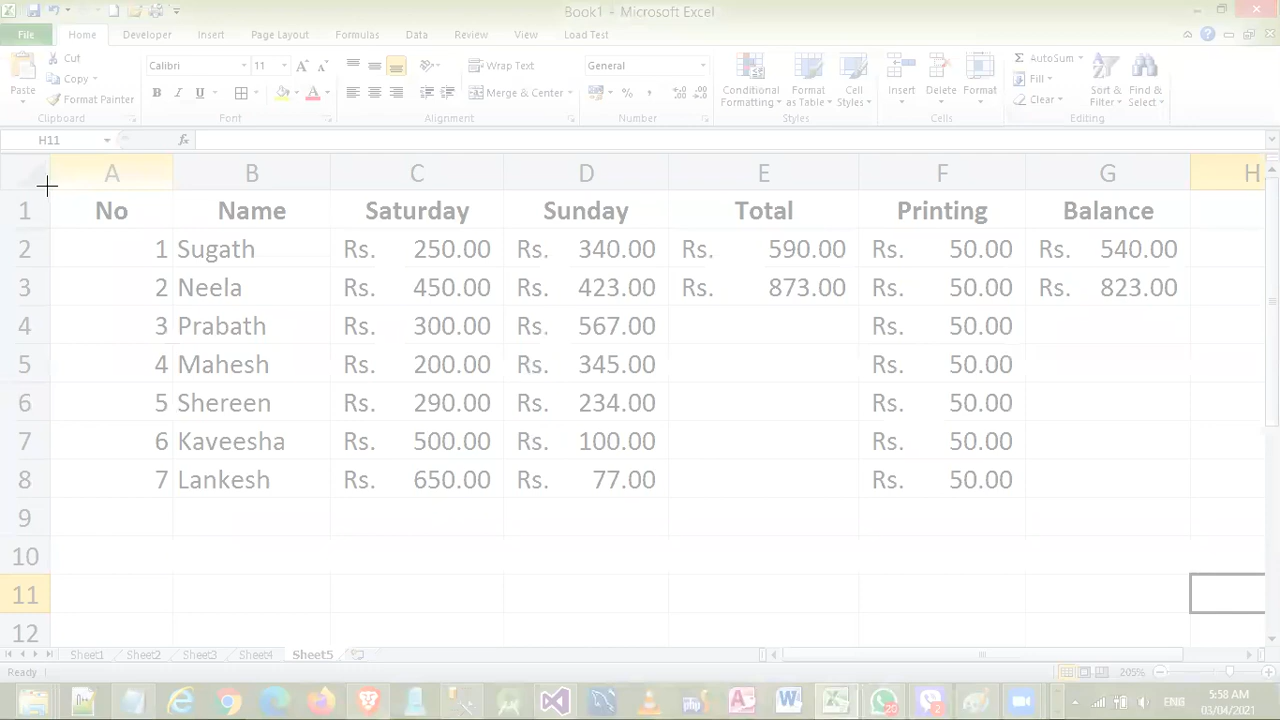 Book1 - Microsoft Excel
File Home Developer Insert Page Layout Formulas Data Review View Load Test
Paste Cut Copy Format Painter Clipboard
Calibri 11 A A B I U A Font
Wrap Text Merge & Center Alignment
General % , Number
Conditional Formatting Format as Table Cell Styles Styles
Insert Delete Format Cells
Σ AutoSum Fill Clear Sort & Filter Find & Select Editing
H11 fx
A B C D E F G H
1 No Name Saturday Sunday Total Printing Balance
2 1 Sugath Rs. 250.00 Rs. 340.00 Rs. 590.00 Rs. 50.00 Rs. 540.00
3 2 Neela Rs. 450.00 Rs. 423.00 Rs. 873.00 Rs. 50.00 Rs. 823.00
4 3 Prabath Rs. 300.00 Rs. 567.00 Rs. 50.00
5 4 Mahesh Rs. 200.00 Rs. 345.00 Rs. 50.00
6 5 Shereen Rs. 290.00 Rs. 234.00 Rs. 50.00
7 6 Kaveesha Rs. 500.00 Rs. 100.00 Rs. 50.00
8 7 Lankesh Rs. 650.00 Rs. 77.00 Rs. 50.00
9
10
11
12
Sheet1 Sheet2 Sheet3 Sheet4 Sheet5
Ready 205%
php ENG 5:58 AM
03/04/2021